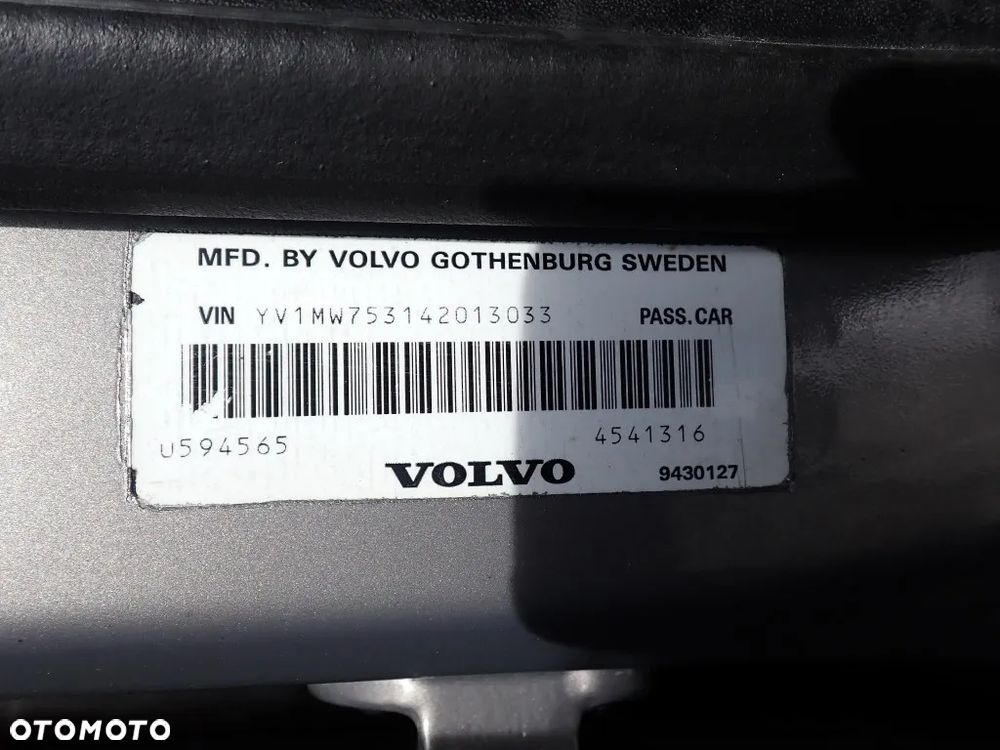 MFD. BY VOLVO GOTHENBURG SWEDEN
VIN YV1MW753142013033 PASS.CAR
U594565 4541316
VOLVO 9430127
OTOMOTO